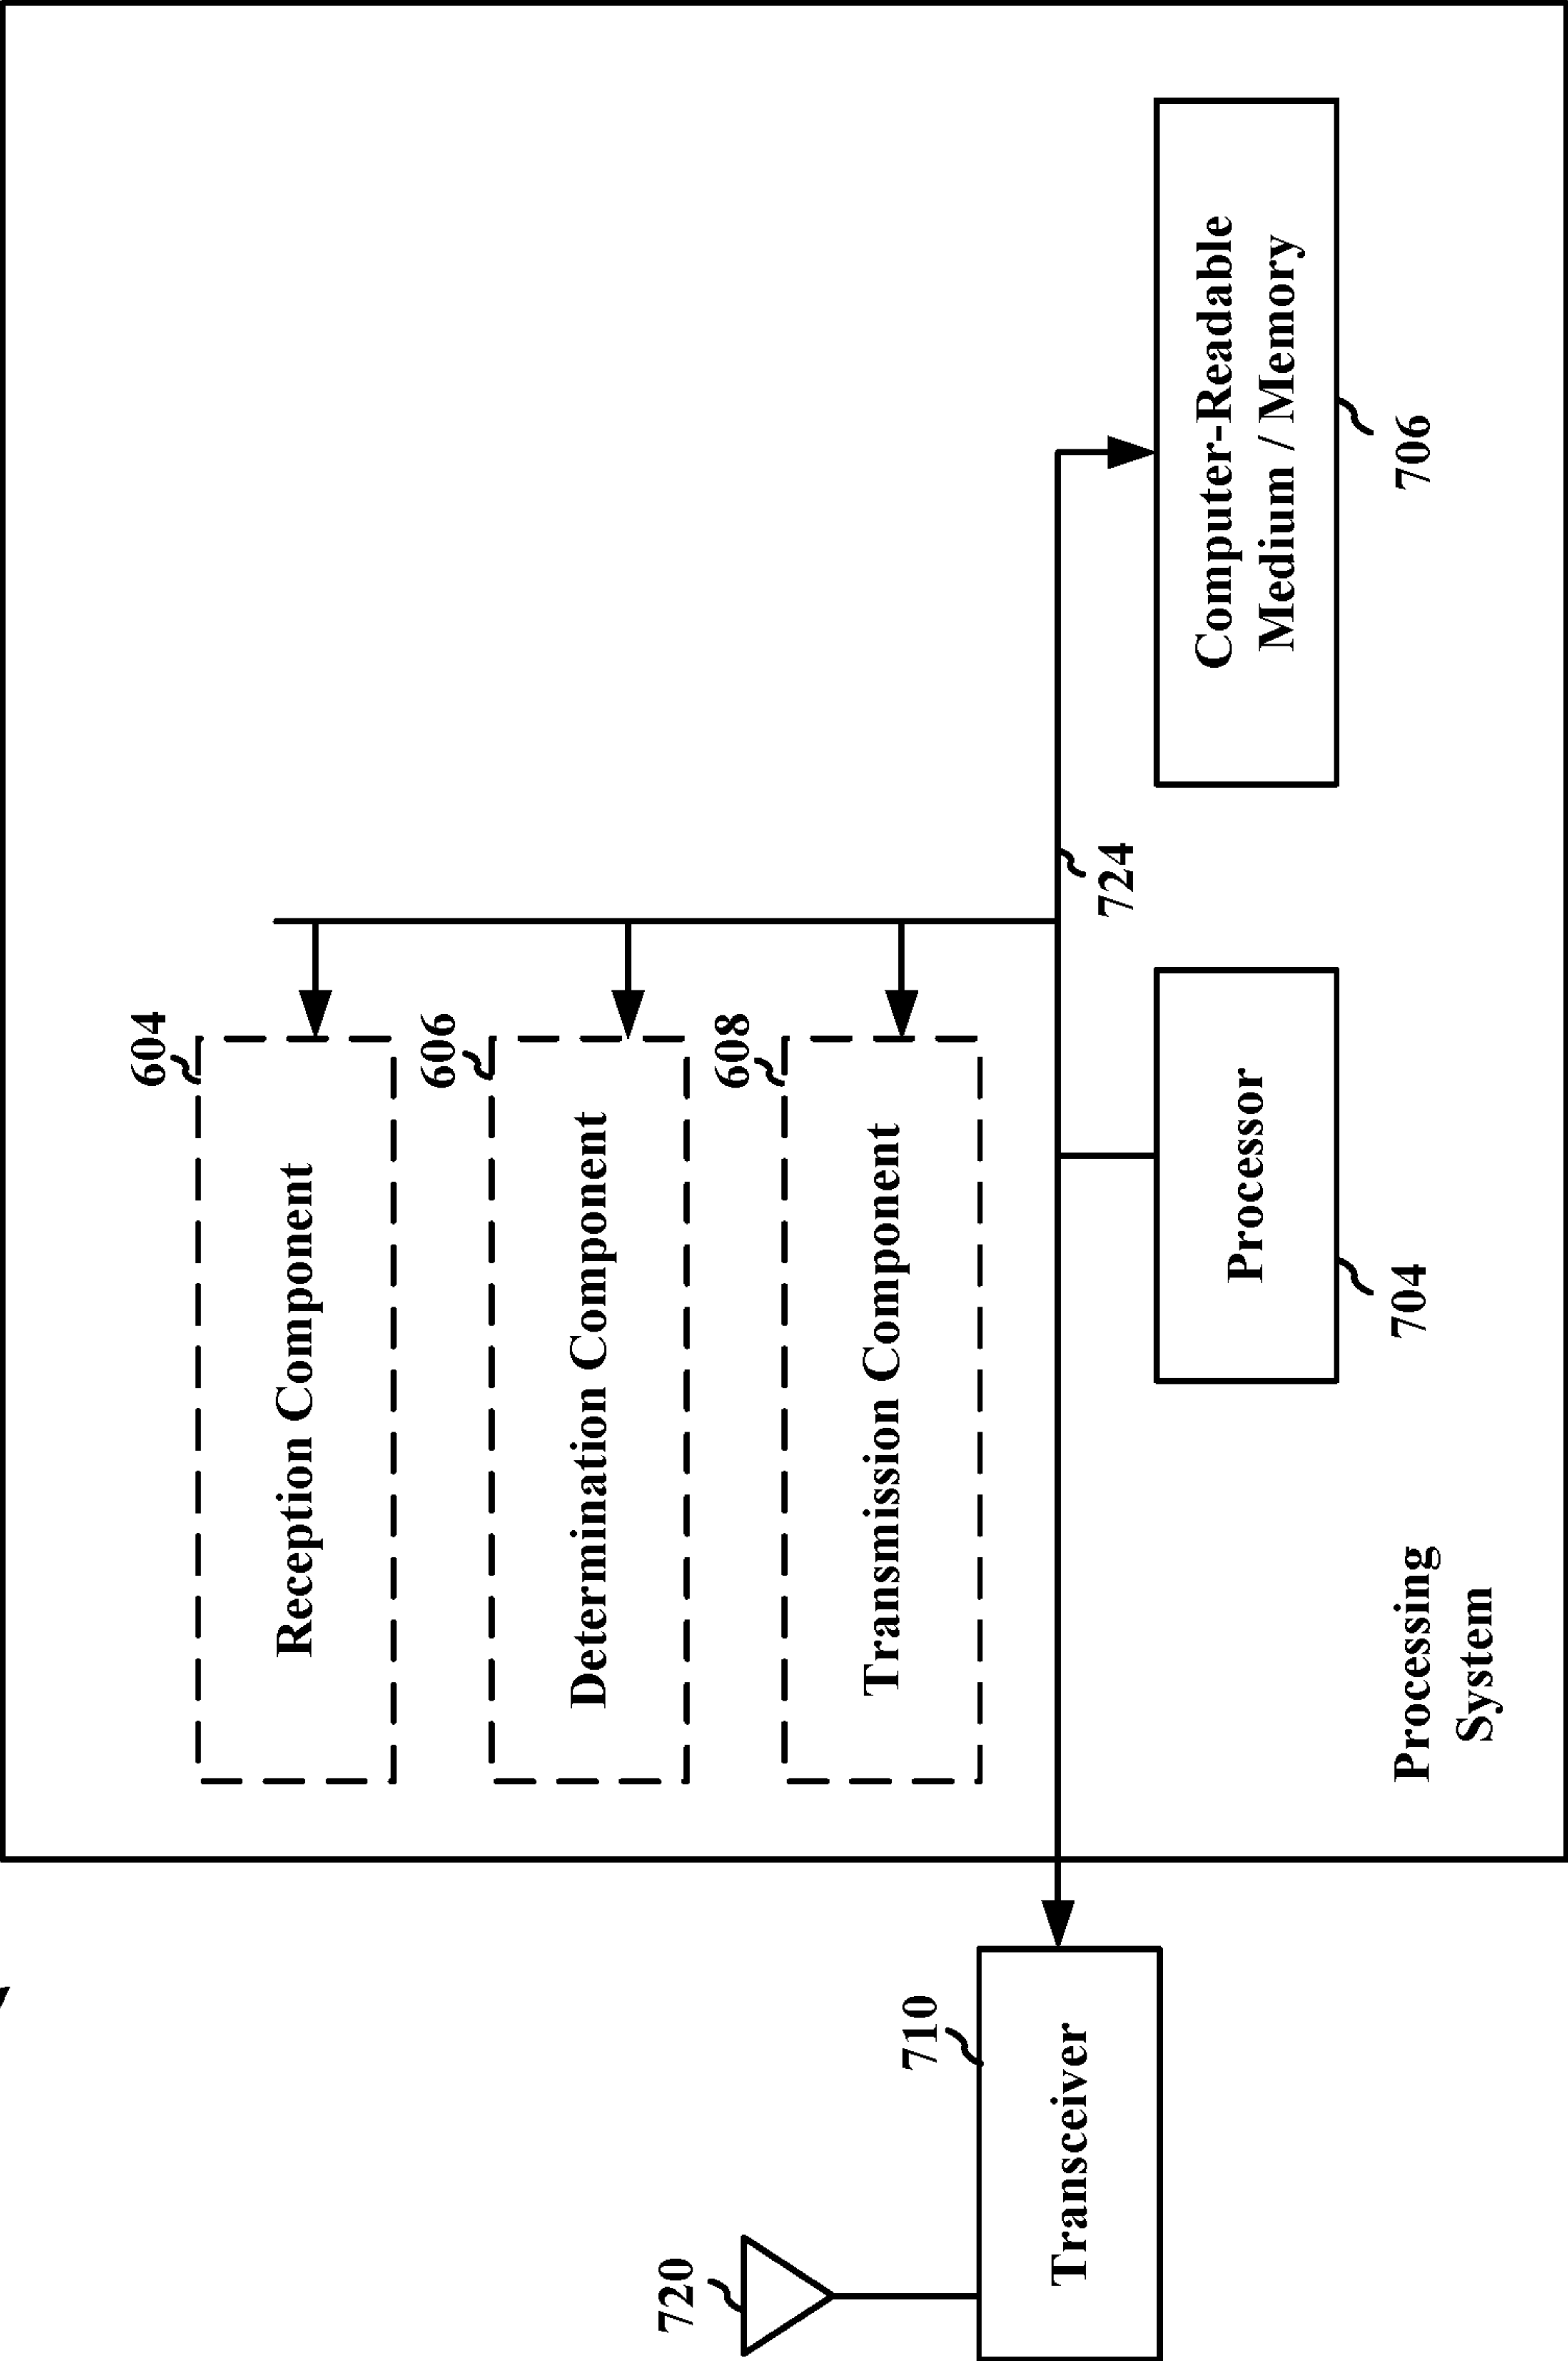 604
Reception Component
606
Determination Component
608
Transmission Component
724
720
710
Transceiver
Processor
704
Computer-Readable
Medium / Memory
706
Processing
System